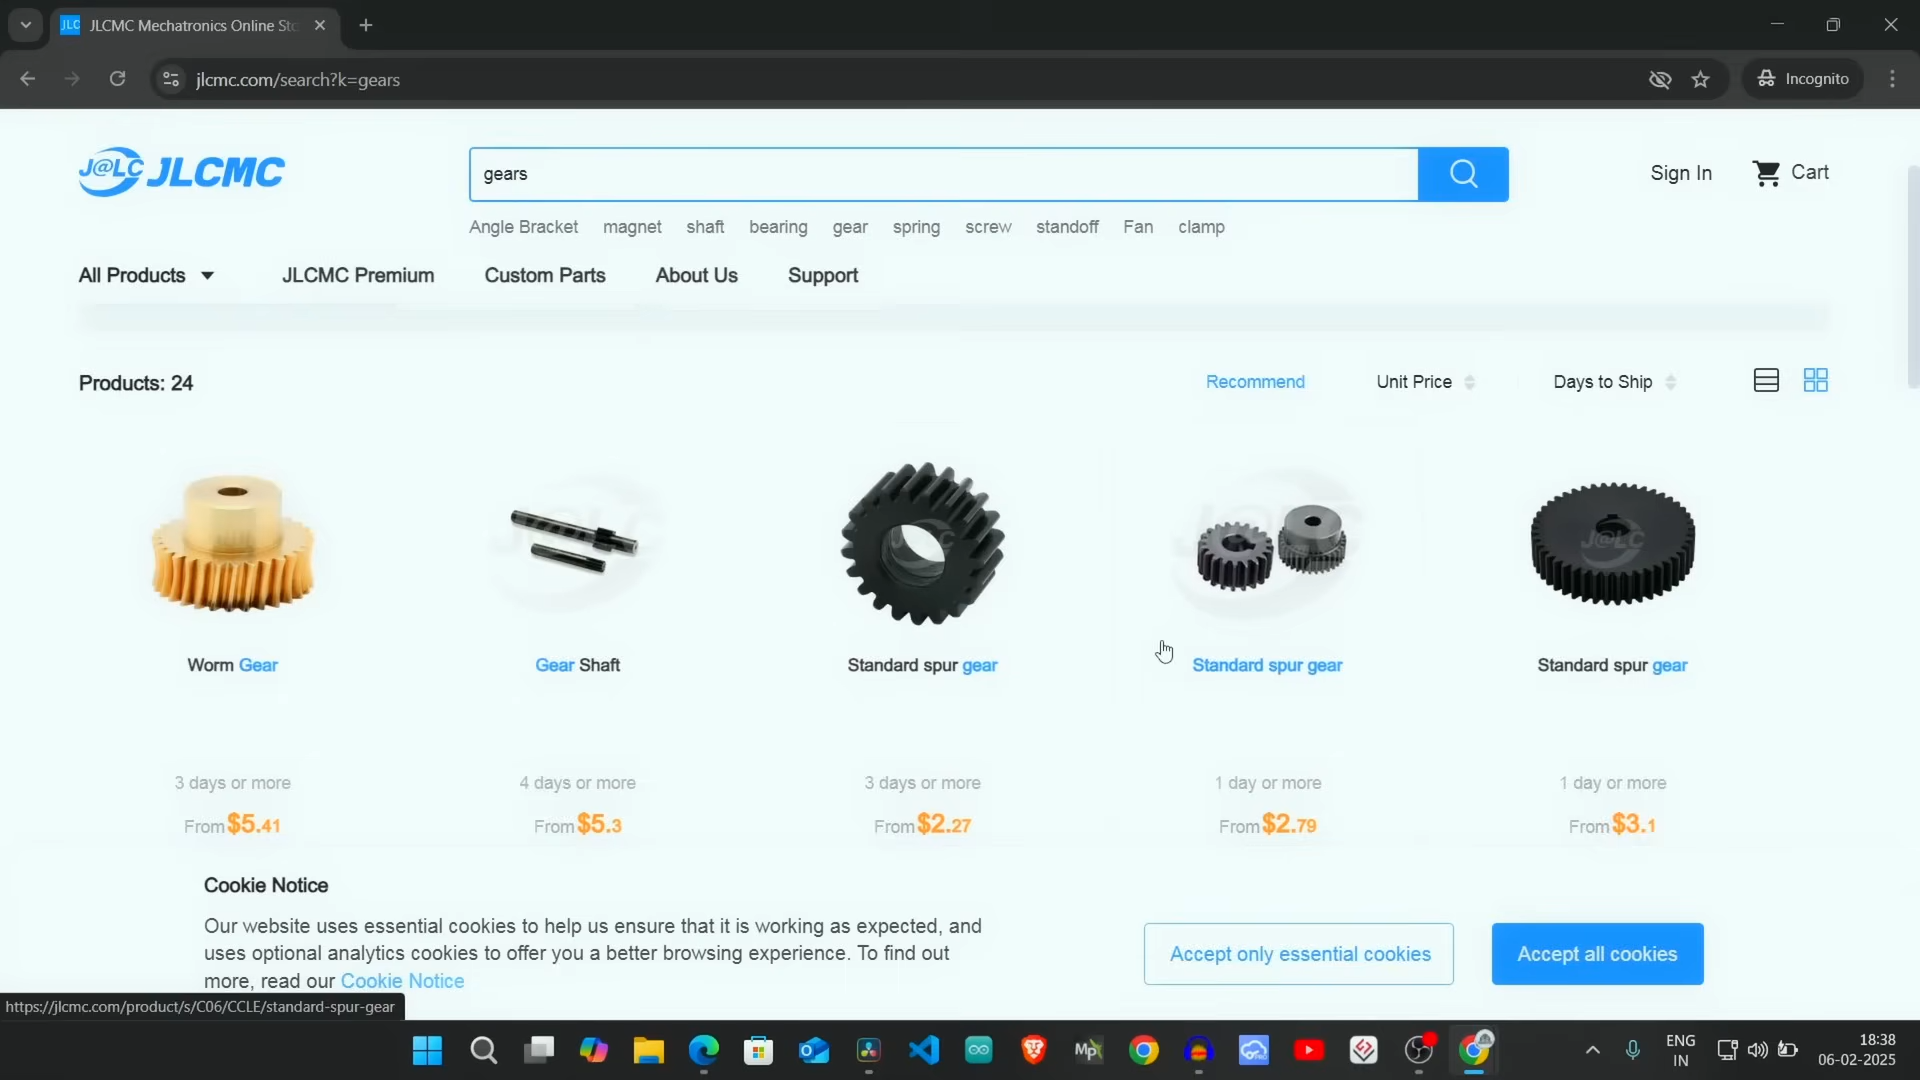 JLC JLCMC Mechatronics Online Sto
jlcmc.com/search?k=gears
Incognito
J@LC JLCMC
gears
Sign In
Cart
Angle Bracket magnet shaft bearing gear spring screw standoff Fan clamp
All Products JLCMC Premium Custom Parts About Us Support
Products: 24
Recommend Unit Price Days to Ship
J@LC
J@LC
J@LC
J@LC
Worm Gear
Gear Shaft
Standard spur gear
Standard spur gear
Standard spur gear
3 days or more
4 days or more
3 days or more
1 day or more
1 day or more
From $5.41
From $5.3
From $2.27
From $2.79
From $3.1
Cookie Notice
Our website uses essential cookies to help us ensure that it is working as expected, and
uses optional analytics cookies to offer you a better browsing experience. To find out
more, read our Cookie Notice
Accept only essential cookies
Accept all cookies
https://jlcmc.com/product/s/C06/CCLE/standard-spur-gear
ENG
IN
18:38
06-02-2025